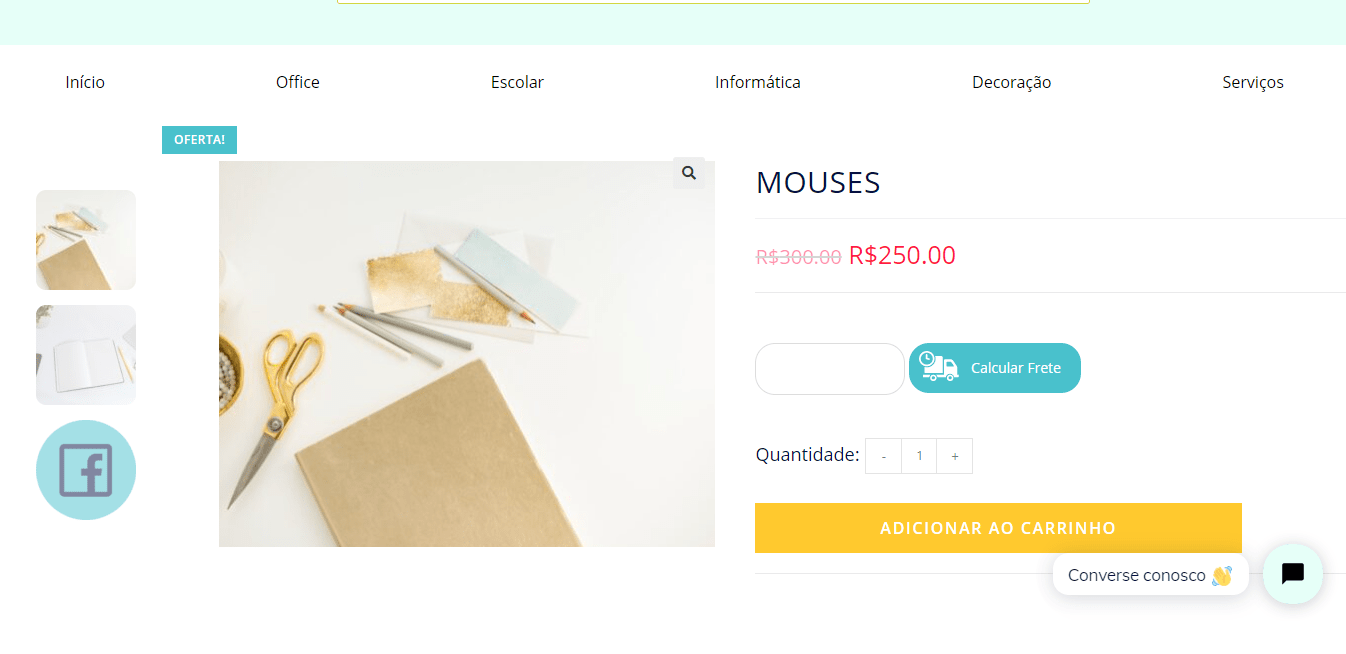 Início
Office
Escolar
Informática
Decoração
Serviços
OFERTA!
MOUSES
R$300.00 R$250.00
Calcular Frete
Quantidade: - 1 +
ADICIONAR AO CARRINHO
Converse conosco 👋